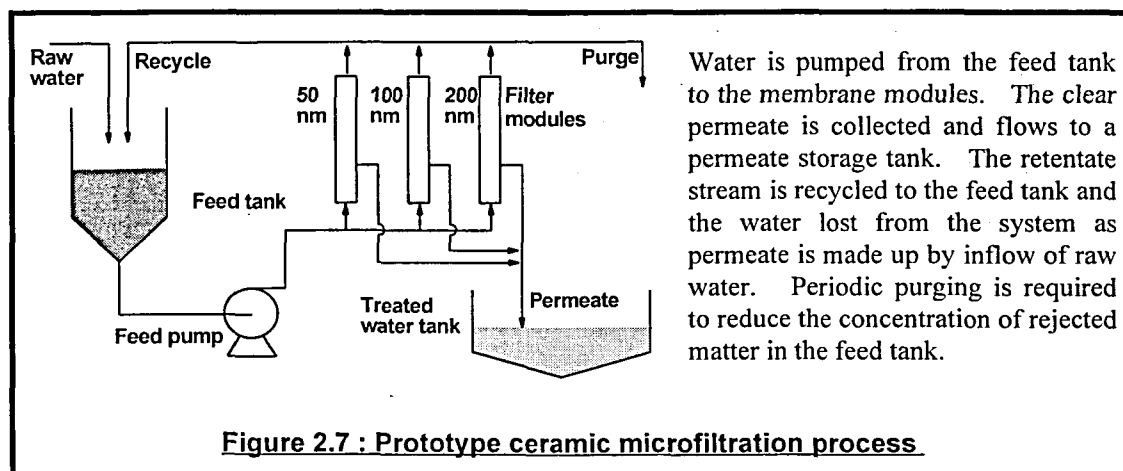 Raw
water
Recycle
Purge
50
nm
100
nm
200
nm
Filter
modules
Feed tank
Feed pump
Treated
water tank
Permeate
Water is pumped from the feed tank
to the membrane modules. The clear
permeate is collected and flows to a
permeate storage tank. The retentate
stream is recycled to the feed tank and
the water lost from the system as
permeate is made up by inflow of raw
water. Periodic purging is required
to reduce the concentration of rejected
matter in the feed tank.
Figure 2.7 : Prototype ceramic microfiltration process